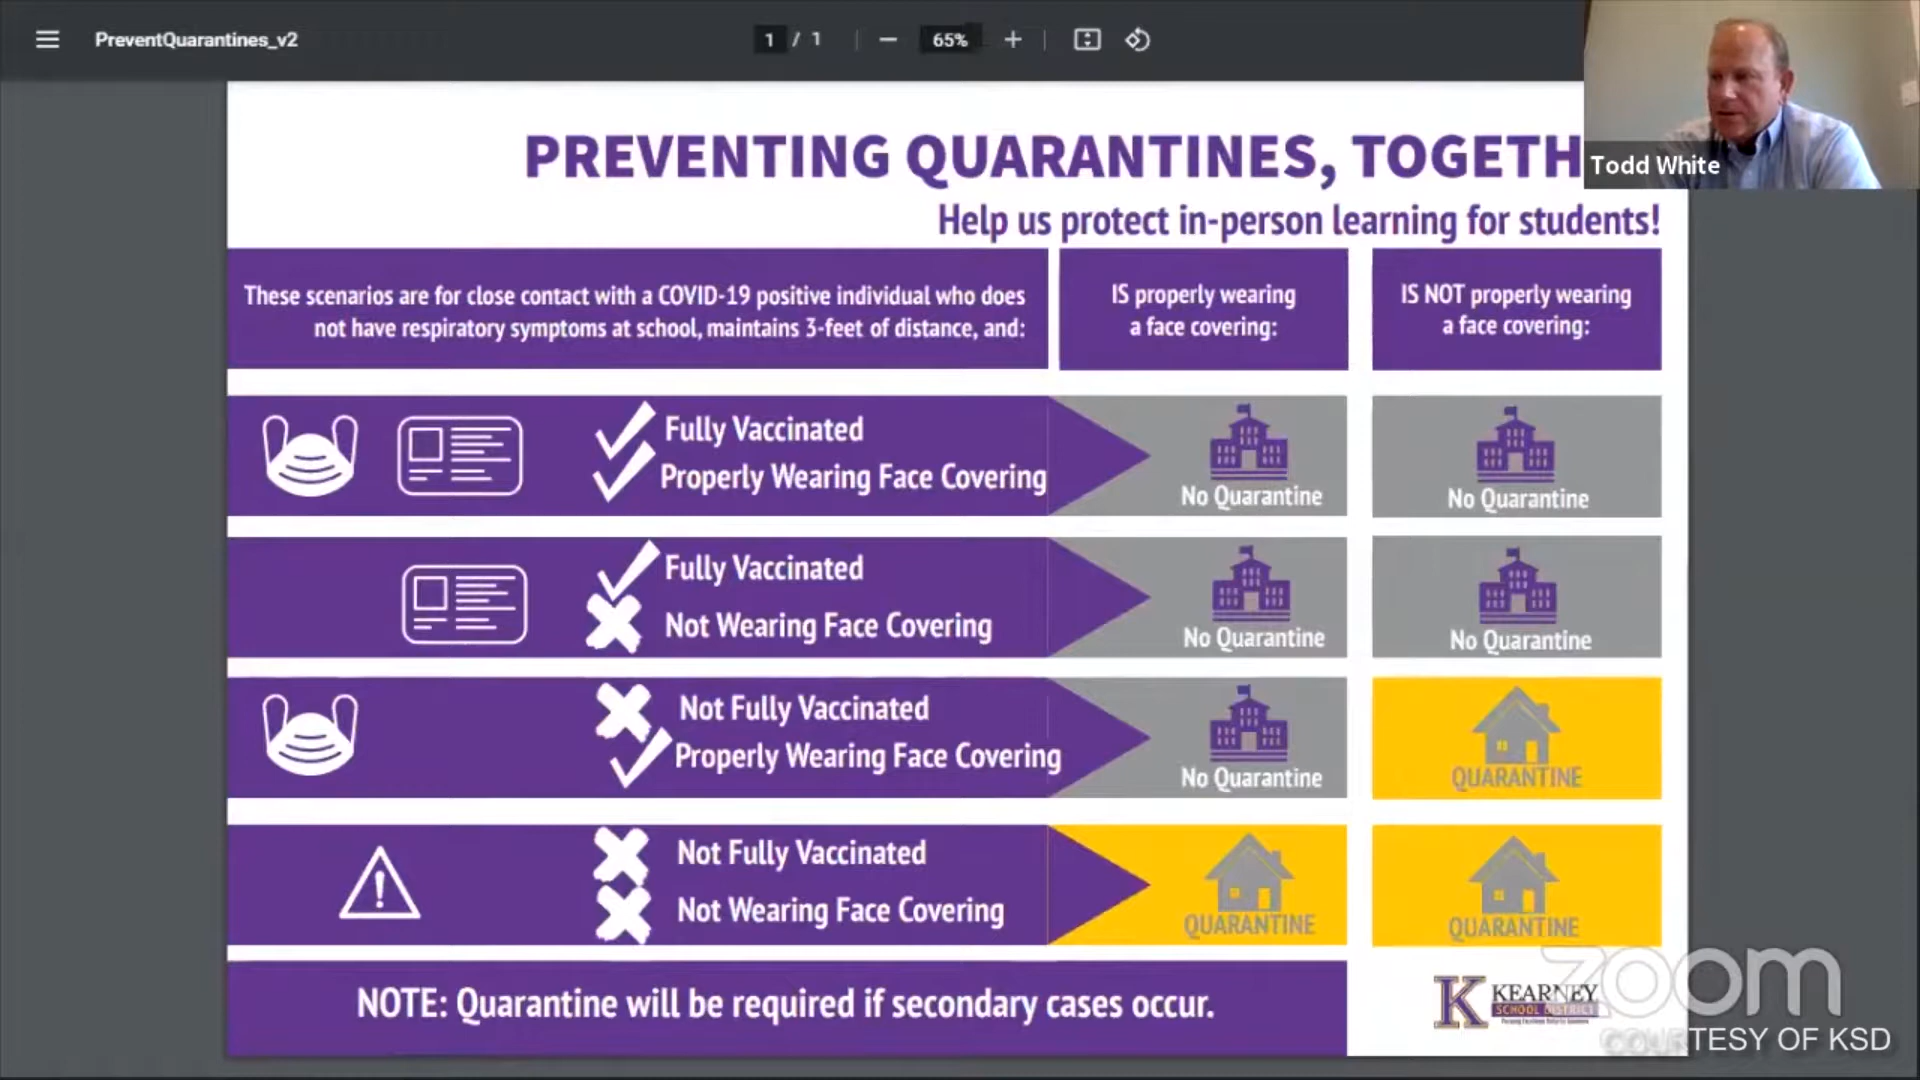 PreventQuarantines_v2
1 / 1
65%
Todd White
PREVENTING QUARANTINES, TOGETH
Help us protect in-person learning for students!
These scenarios are for close contact with a COVID-19 positive individual who does
not have respiratory symptoms at school, maintains 3-feet of distance, and:
IS properly wearing
a face covering:
IS NOT properly wearing
a face covering:
Fully Vaccinated
Properly Wearing Face Covering
No Quarantine
No Quarantine
Fully Vaccinated
Not Wearing Face Covering
No Quarantine
No Quarantine
Not Fully Vaccinated
Properly Wearing Face Covering
No Quarantine
QUARANTINE
Not Fully Vaccinated
Not Wearing Face Covering
QUARANTINE
QUARANTINE
NOTE: Quarantine will be required if secondary cases occur.
K KEARNEY
SCHOOL DISTRICT
zoom
COURTESY OF KSD